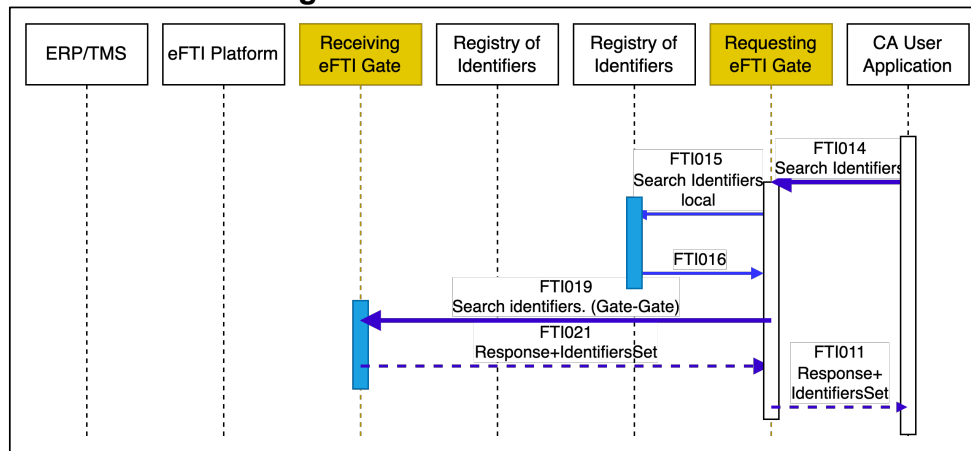 ERP/TMS
eFTI Platform
Receiving
eFTI Gate
Registry of
Identifiers
Registry of
Identifiers
Requesting
eFTI Gate
CA User
Application
FTI014
Search Identifiers
FTI015
Search Identifiers
local
FTI016
FTI019
Search identifiers. (Gate-Gate)
FTI021
Response+IdentifiersSet
FTI011
Response+
IdentifiersSet